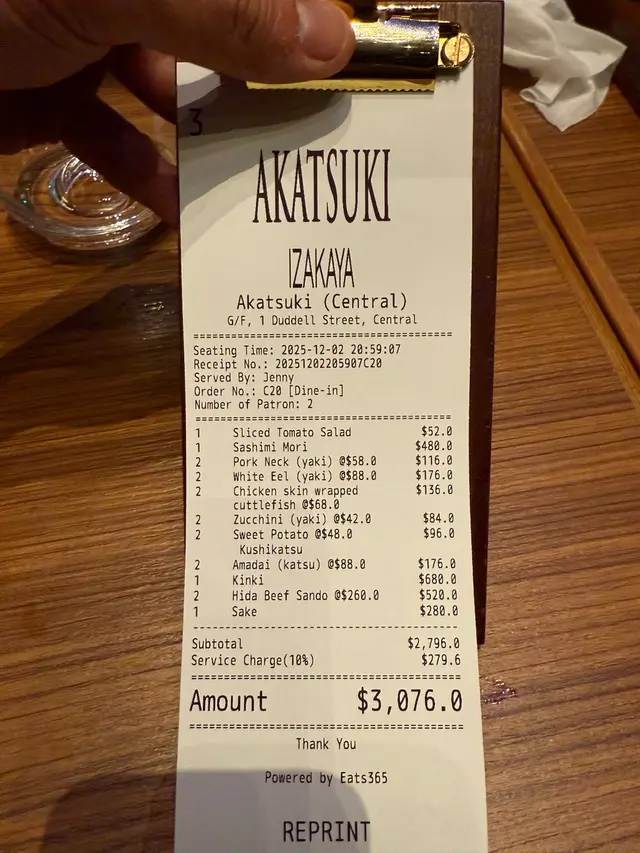 3
AKATSUKI
IZAKAYA
Akatsuki (Central)
G/F, 1 Duddell Street, Central
Seating Time: 2025-12-02 20:59:07
Receipt No.: 20251202205907C20
Served By: Jenny
Order No.: C20 [Dine-in]
Number of Patron: 2
1 Sliced Tomato Salad $52.0
1 Sashimi Mori $480.0
2 Pork Neck (yaki) @$58.0 $116.0
2 White Eel (yaki) @$88.0 $176.0
2 Chicken skin wrapped $136.0
cuttlefish @$68.0
2 Zucchini (yaki) @$42.0 $84.0
2 Sweet Potato @$48.0 $96.0
Kushikatsu
2 Amadai (katsu) @$88.0 $176.0
1 Kinki $680.0
2 Hida Beef Sando @$260.0 $520.0
1 Sake $280.0
Subtotal $2,796.0
Service Charge(10%) $279.6
Amount $3,076.0
Thank You
Powered by Eats365
REPRINT